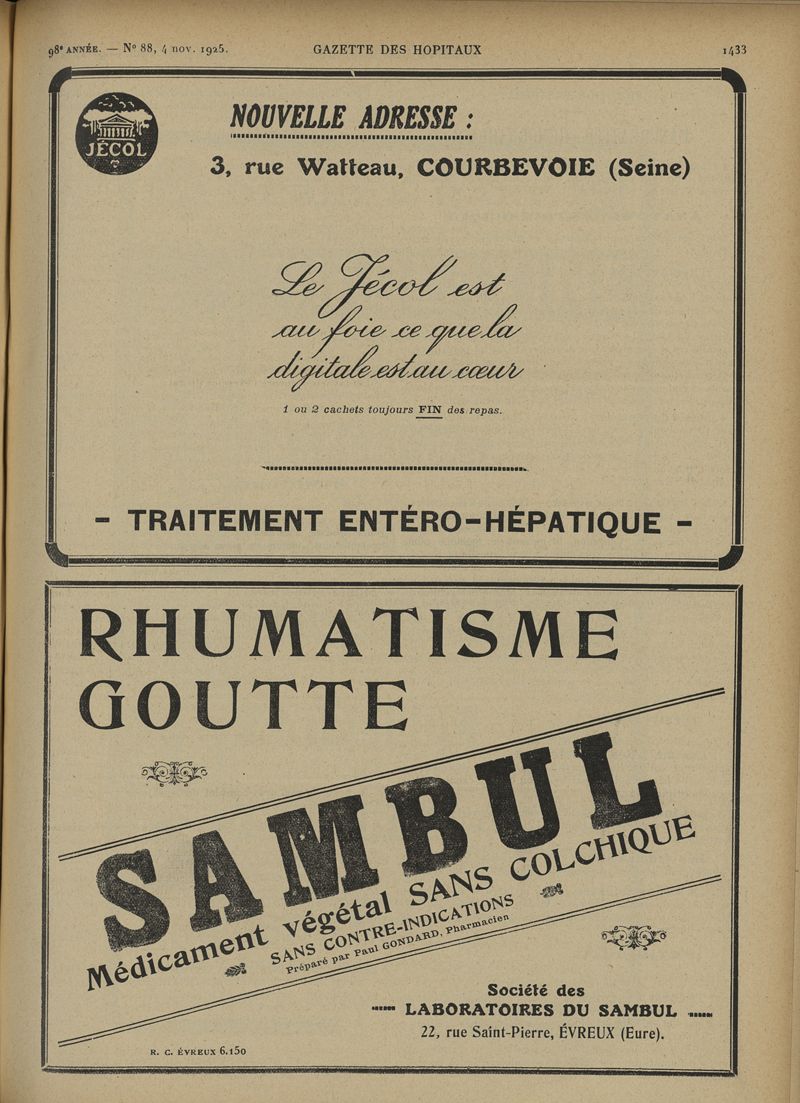 98e ANNÉE. — No 88, 4 nov. 1925. GAZETTE DES HOPITAUX 1433
JÉCOL
NOUVELLE ADRESSE :
3, rue Watteau, COURBEVOIE (Seine)
Le Jécol est
au foie ce que la
digitale est au cœur
1 ou 2 cachets toujours FIN des repas.
- TRAITEMENT ENTÉRO-HÉPATIQUE -
RHUMATISME
GOUTTE
SAMBUL
Médicament végétal SANS COLCHIQUE
SANS CONTRE-INDICATIONS
Préparé par Paul GONDARD, Pharmacien
Société des
LABORATOIRES DU SAMBUL
22, rue Saint-Pierre, ÉVREUX (Eure).
R. C. ÉVREUX 6.150